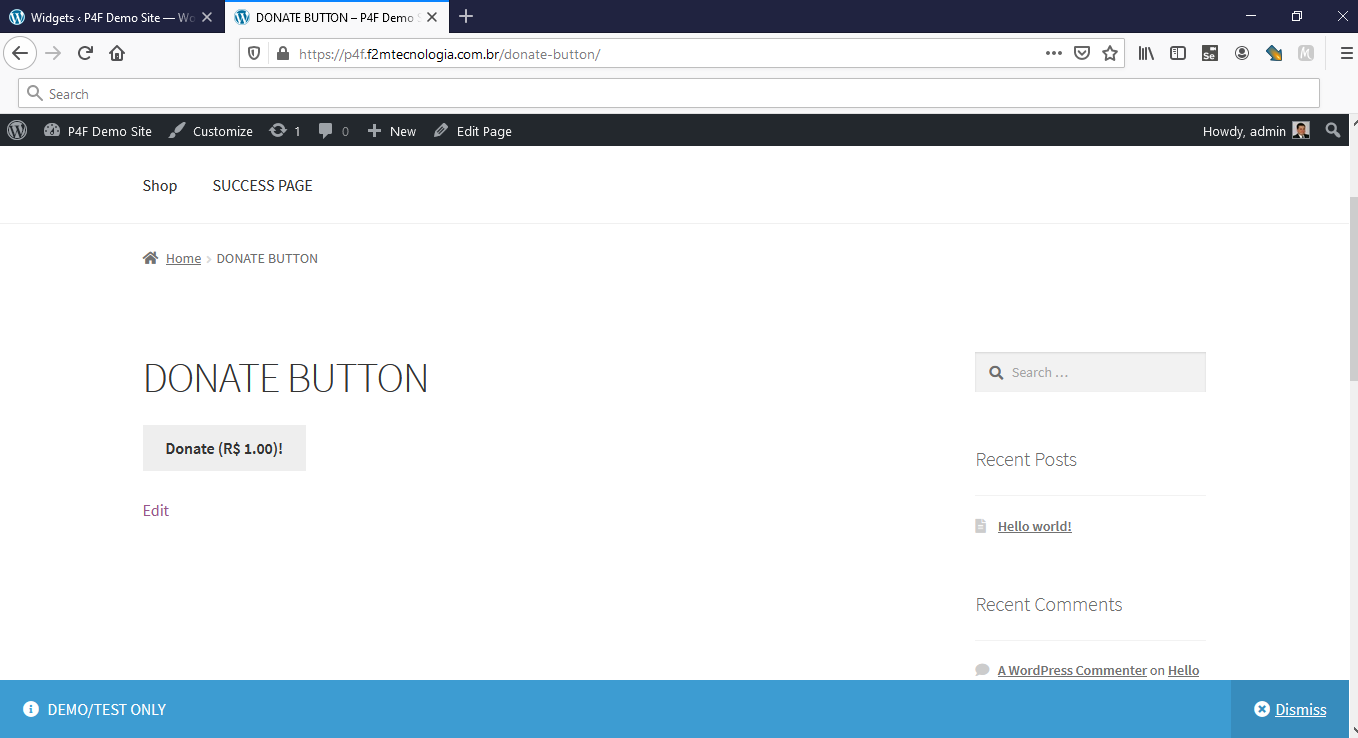 Widgets ‹ P4F Demo Site — Wo
DONATE BUTTON – P4F Demo S
https://p4f.f2mtecnologia.com.br/donate-button/
Se
Search
P4F Demo Site Customize 1 0 New Edit Page Howdy, admin
Shop SUCCESS PAGE
Home › DONATE BUTTON
DONATE BUTTON
Donate (R$ 1.00)!
Edit
Search …
Recent Posts
Hello world!
Recent Comments
A WordPress Commenter on Hello
DEMO/TEST ONLY Dismiss